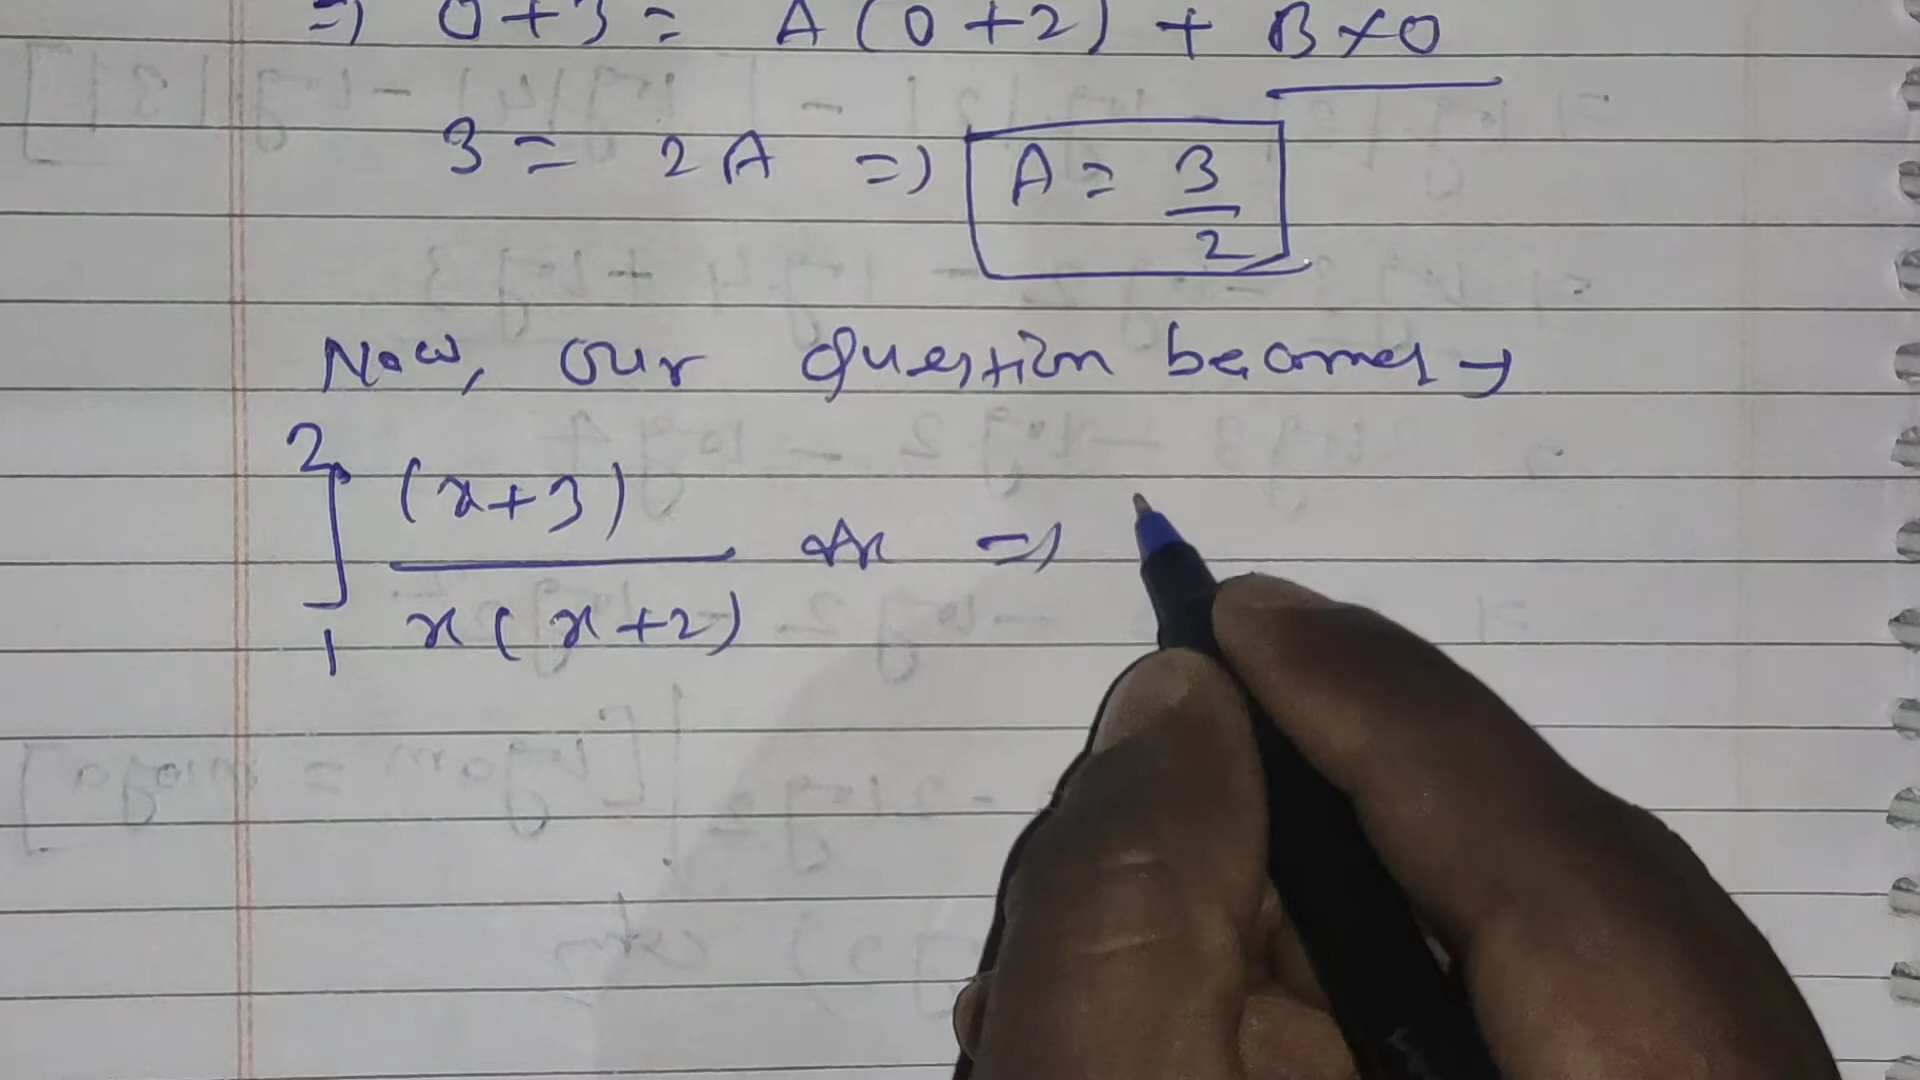 =) 0+3 = A (0+2) + B×0
3 = 2A =) A = 3/2
Now, our question becomes →
∫₁² (x+3)/x(x+2) dx =)